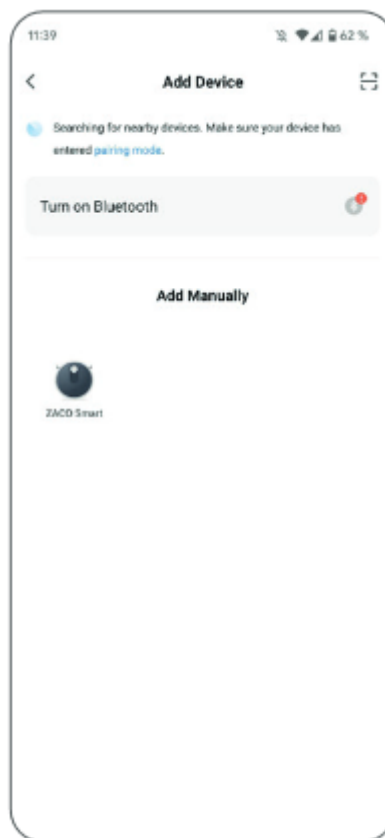 11:39 62 %
Add Device
Searching for nearby devices. Make sure your device has
entered pairing mode.
Turn on Bluetooth
Add Manually
ZACO Smart